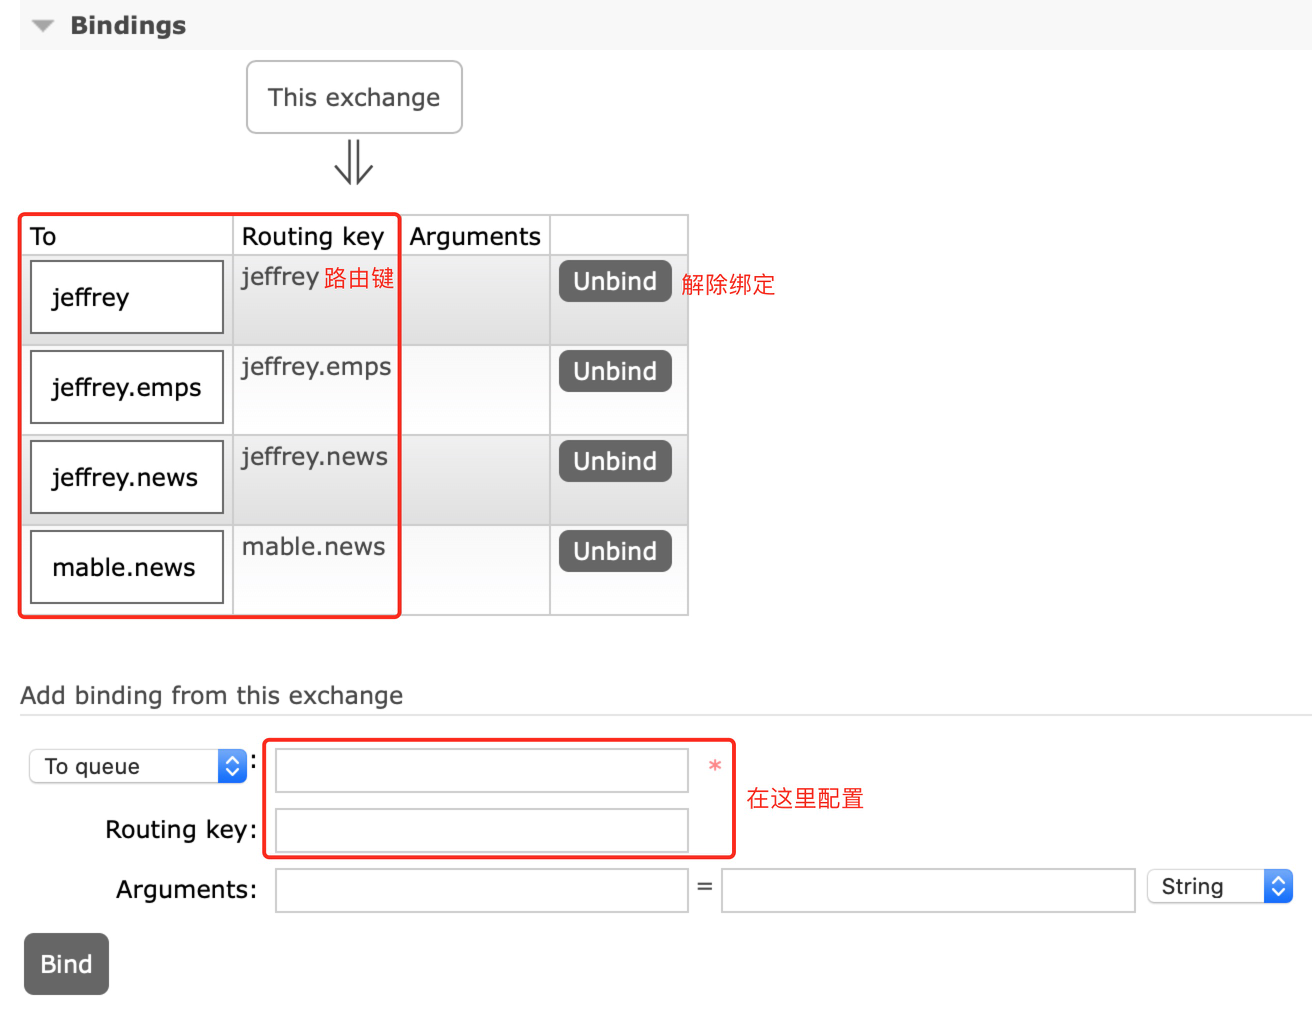 Bindings
This exchange
To Routing key Arguments
jeffrey jeffrey 路由键 Unbind 解除绑定
jeffrey.emps jeffrey.emps Unbind
jeffrey.news jeffrey.news Unbind
mable.news mable.news Unbind
Add binding from this exchange
To queue : *
在这里配置
Routing key:
Arguments: = String
Bind